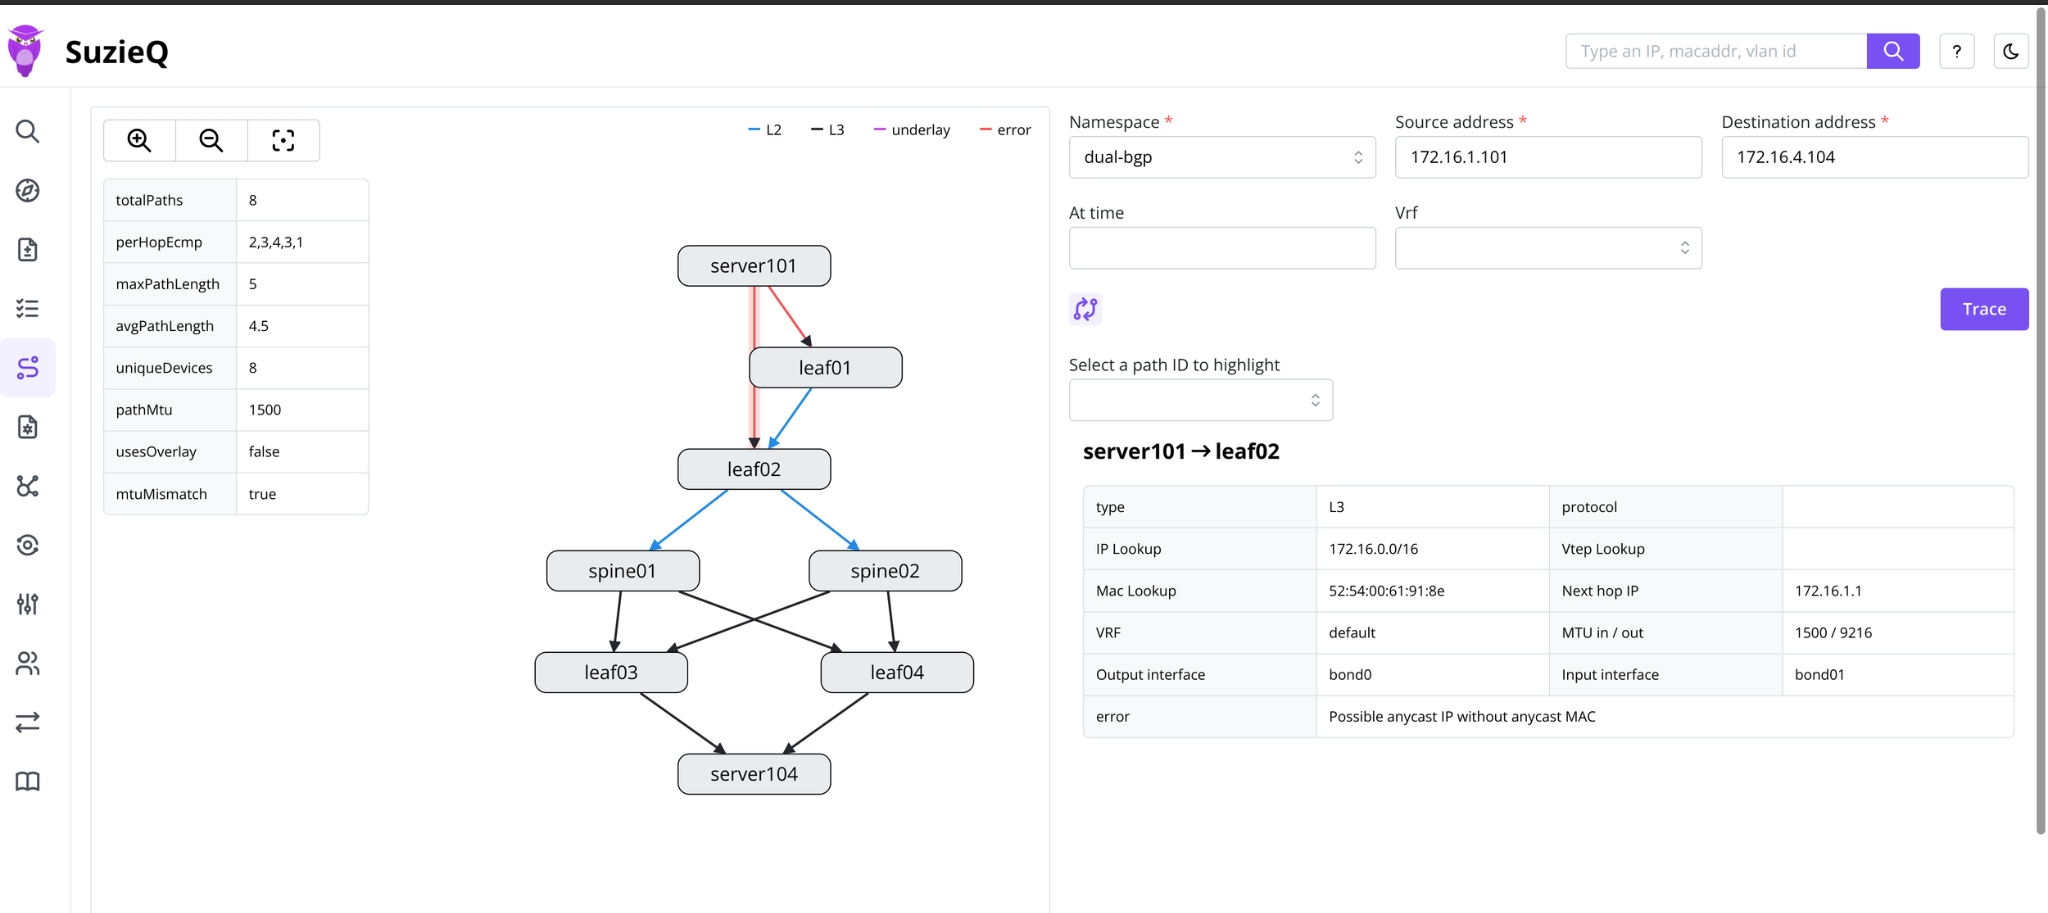 SuzieQ
Type an IP, macaddr, vlan id
?
L2 L3 underlay error
totalPaths 8
perHopEcmp 2,3,4,3,1
maxPathLength 5
avgPathLength 4.5
uniqueDevices 8
pathMtu 1500
usesOverlay false
mtuMismatch true
server101
leaf01
leaf02
spine01 spine02
leaf03 leaf04
server104
Namespace * Source address * Destination address *
dual-bgp 172.16.1.101 172.16.4.104
At time Vrf
Trace
Select a path ID to highlight
server101 → leaf02
type L3 protocol
IP Lookup 172.16.0.0/16 Vtep Lookup
Mac Lookup 52:54:00:61:91:8e Next hop IP 172.16.1.1
VRF default MTU in / out 1500 / 9216
Output interface bond0 Input interface bond01
error Possible anycast IP without anycast MAC